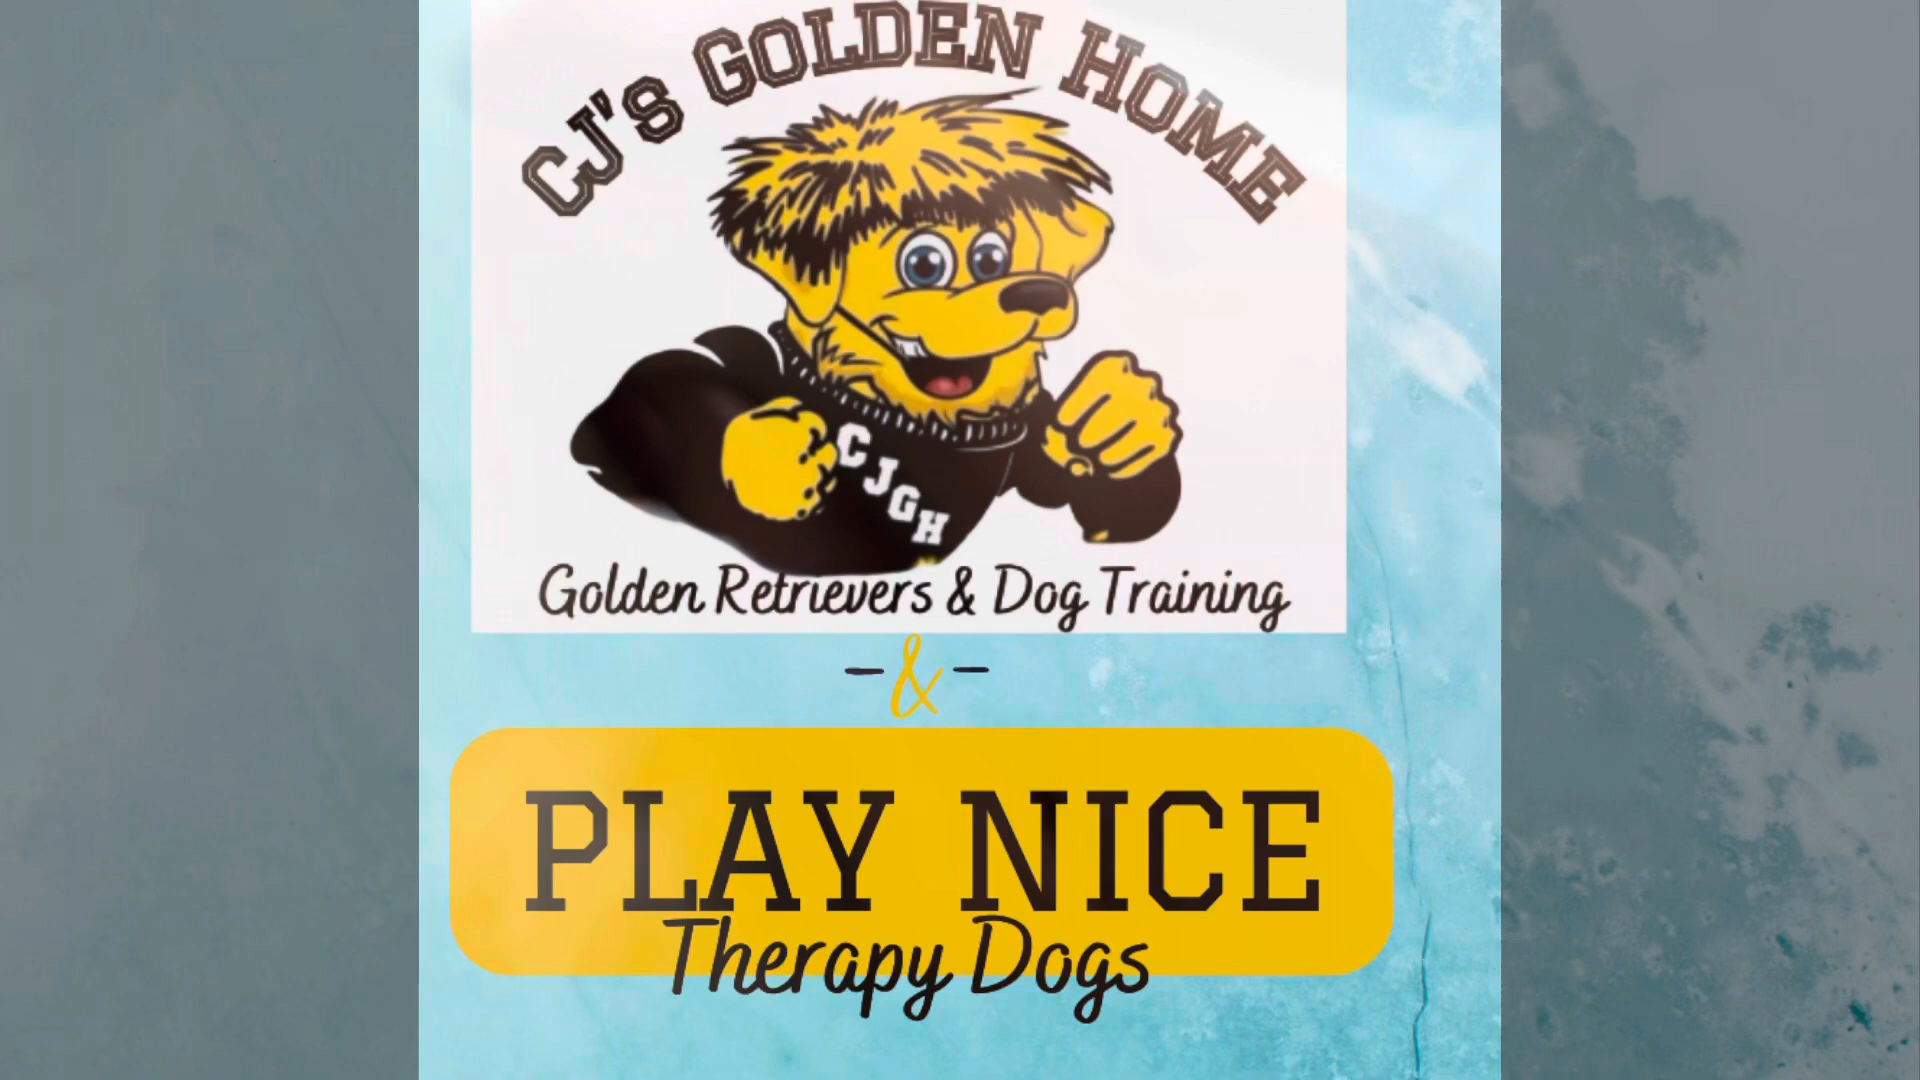 CJ's GOLDEN HOME
CJGH
Golden Retrievers & Dog Training
-&-
PLAY NICE
Therapy Dogs